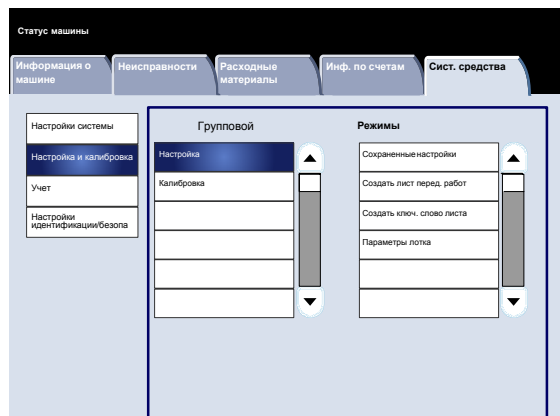 Статус машины
Информация о
машине
Неисправности
Расходные
материалы
Инф. по счетам
Сист. средства
Настройки системы
Настройка и калибровка
Учет
Настройки
идентификации/безопа
Групповой
Настройка
Калибровка
Режимы
Сохраненные настройки
Создать лист перед. работ
Создать ключ. слово листа
Параметры лотка